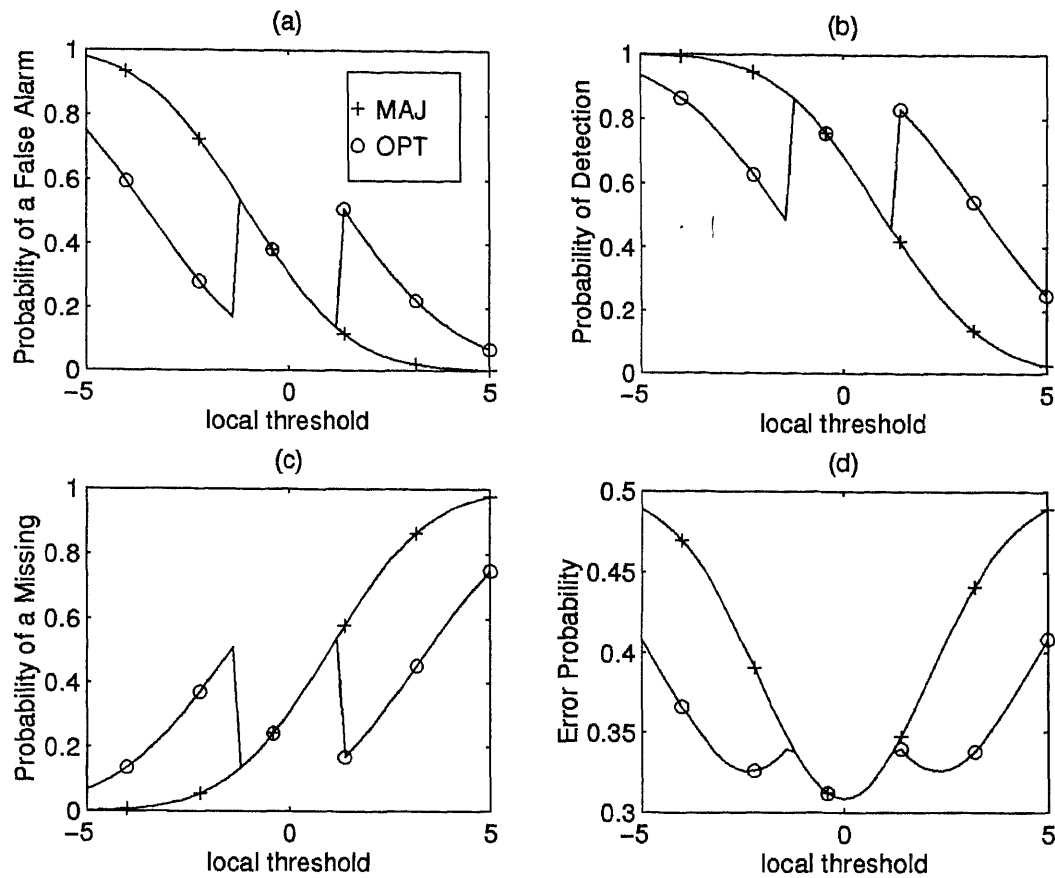 (a)
Probability of a False Alarm
1
0.8
0.6
0.4
0.2
0
+ MAJ
o OPT
-5
0
5
local threshold
(b)
Probability of Detection
1
0.8
0.6
0.4
0.2
0
-5
0
5
local threshold
(c)
Probability of a Missing
1
0.8
0.6
0.4
0.2
0
-5
0
5
local threshold
(d)
Error Probability
0.5
0.45
0.4
0.35
0.3
-5
0
5
local threshold